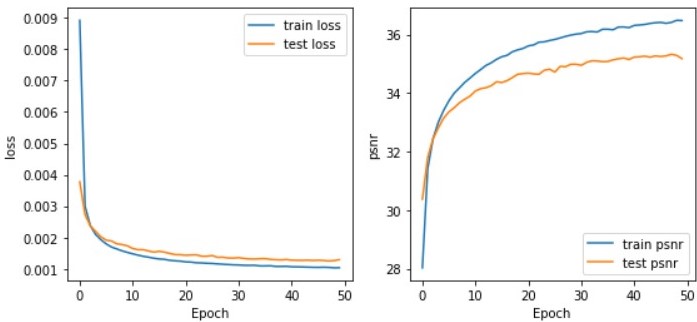 0.009
0.008
0.007
0.006
0.005
0.004
0.003
0.002
0.001
loss
0 10 20 30 40 50
Epoch
train loss
test loss
36
34
32
30
28
psnr
0 10 20 30 40 50
Epoch
train psnr
test psnr